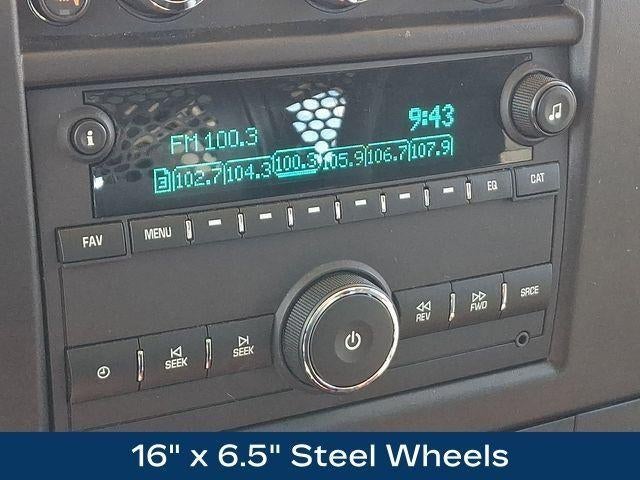 9:43
FM 100.3
3 102.7 104.3 100.3 105.9 106.7 107.9
FAV MENU EQ CAT
SEEK SEEK REV FWD SRCE
16" x 6.5" Steel Wheels